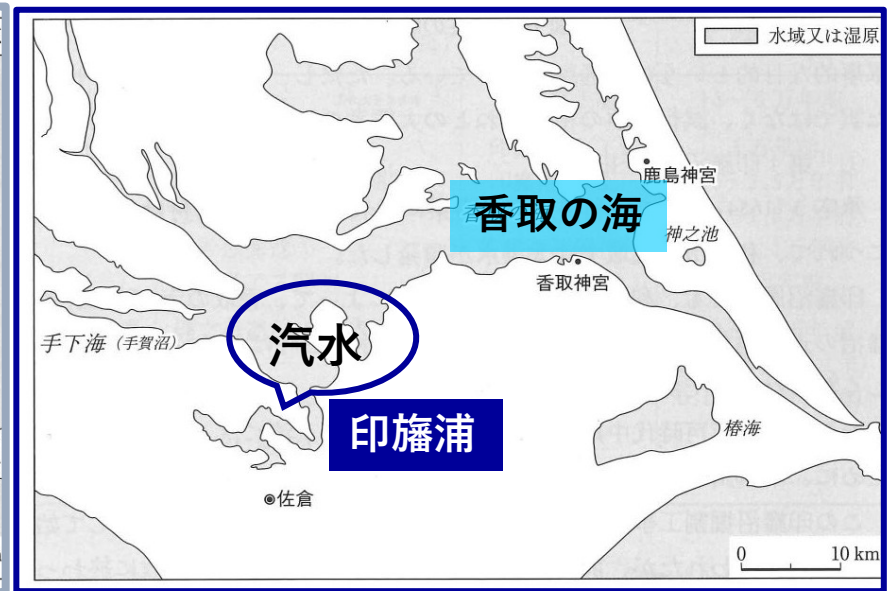 水域又は湿原
鹿島神宮
香取の海
神之池
香取神宮
手下海（手賀沼）
汽水
印旛浦
椿海
佐倉
0 10 km